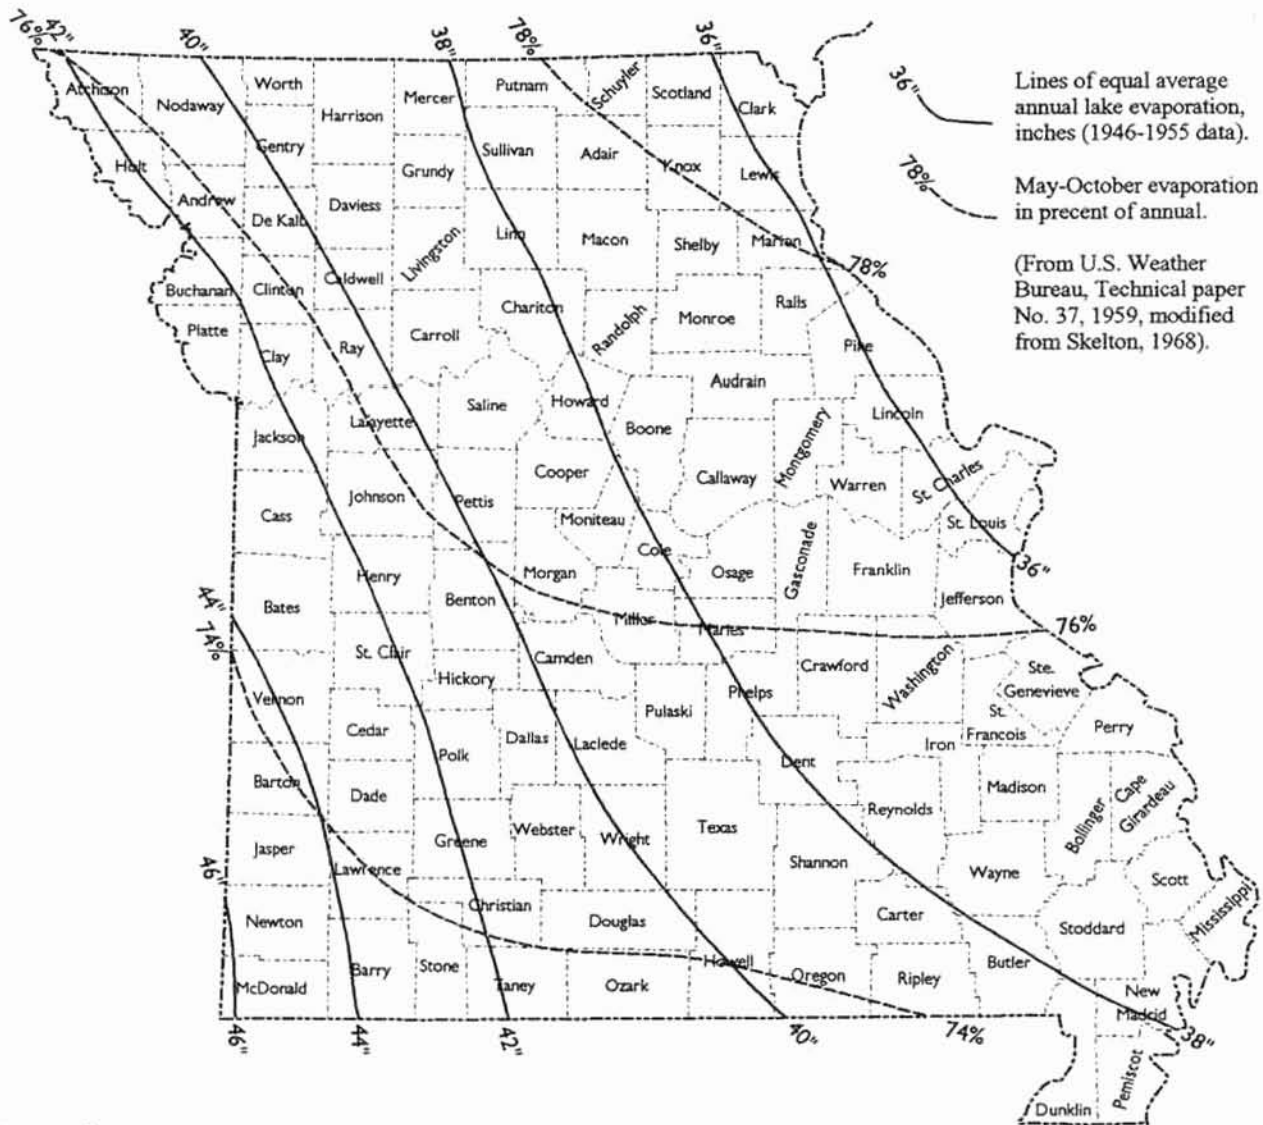 76%
42"
40"
38"
78%
36"
Atchison
Nodaway
Worth
Harrison
Mercer
Putnam
Schuyler
Scotland
Clark
36"
Lines of equal average
annual lake evaporation,
inches (1946-1955 data).
Holt
Gentry
Grundy
Sullivan
Adair
Knox
Lewis
78%
May-October evaporation
in precent of annual.
Andrew
De Kalb
Daviess
Livingston
Linn
Macon
Shelby
Marion
78%
(From U.S. Weather
Bureau, Technical paper
No. 37, 1959, modified
from Skelton, 1968).
Buchanan
Clinton
Caldwell
Chariton
Randolph
Monroe
Ralls
Platte
Clay
Ray
Carroll
Pike
Audrain
Jackson
Lafayette
Saline
Howard
Boone
Montgomery
Lincoln
Cass
Johnson
Pettis
Cooper
Callaway
Warren
St. Charles
Moniteau
St. Louis
Bates
Henry
Benton
Morgan
Cole
Osage
Gasconade
Franklin
36"
Jefferson
44"
74%
Miller
Maries
76%
St. Clair
Camden
Crawford
Washington
Ste.
Genevieve
Vernon
Hickory
Pulaski
Phelps
St.
Francois
Perry
Cedar
Polk
Dallas
Laclede
Dent
Iron
Barton
Dade
Reynolds
Madison
Bollinger
Cape
Girardeau
Jasper
Greene
Webster
Wright
Texas
Shannon
46"
Lawrence
Wayne
Scott
Mississippi
Newton
Christian
Douglas
Carter
Stoddard
McDonald
Barry
Stone
Taney
Ozark
Howell
Oregon
Ripley
Butler
New
Madrid
46"
44"
42"
40"
74%
38"
Dunklin
Pemiscot